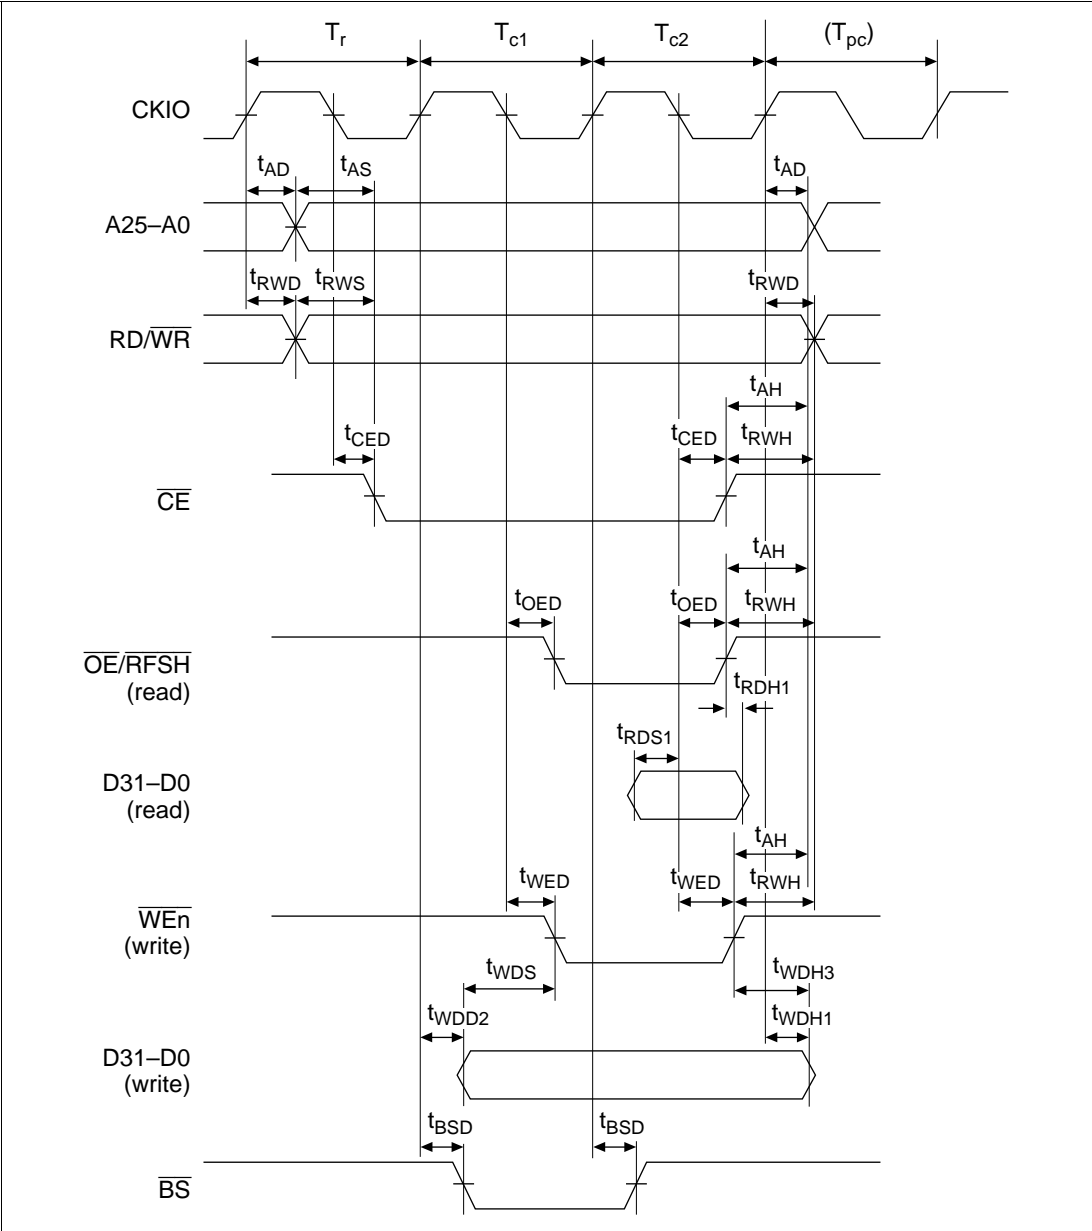 Tr Tc1 Tc2 (Tpc)
CKIO
tAD tAS tAD
A25–A0
tRWD tRWS tRWD
RD/WR
tAH
tCED tCED tRWH
CE
tAH
tOED tOED tRWH
OE/RFSH
(read)
tRDH1
tRDS1
D31–D0
(read)
tAH
tWED tWED tRWH
WEn
(write)
tWDS tWDH3
tWDD2 tWDH1
D31–D0
(write)
tBSD tBSD
BS